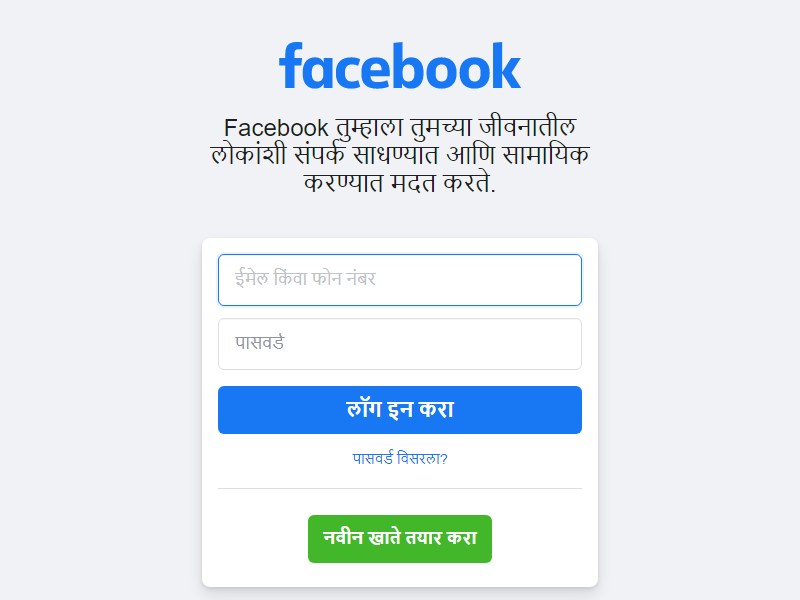 facebook
Facebook तुम्हाला तुमच्या जीवनातील
लोकांशी संपर्क साधण्यात आणि सामायिक
करण्यात मदत करते.
ईमेल किंवा फोन नंबर
पासवर्ड
लॉग इन करा
पासवर्ड विसरला?
नवीन खाते तयार करा